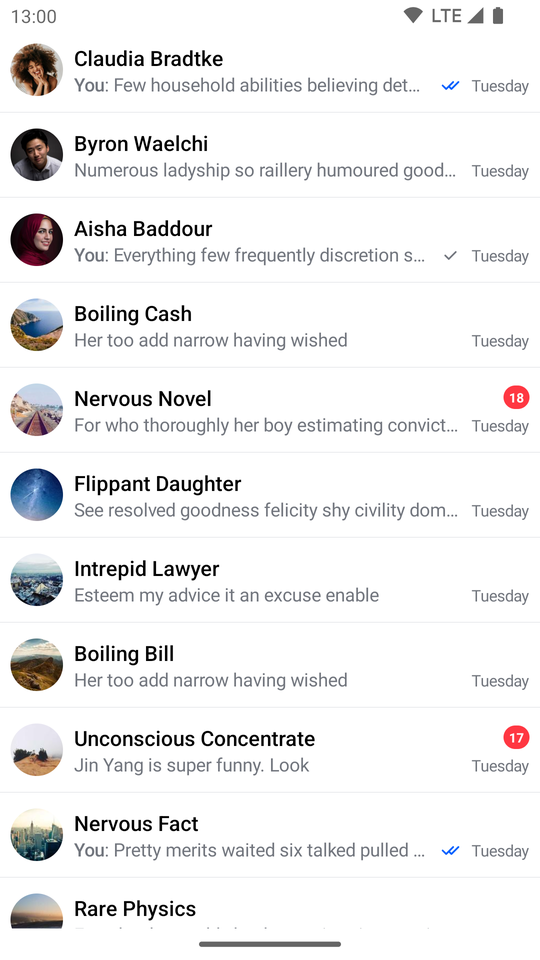 13:00
LTE
Claudia Bradtke
You: Few household abilities believing det...
Tuesday
Byron Waelchi
Numerous ladyship so raillery humoured good...
Tuesday
Aisha Baddour
You: Everything few frequently discretion s...
Tuesday
Boiling Cash
Her too add narrow having wished
Tuesday
Nervous Novel
18
For who thoroughly her boy estimating convict...
Tuesday
Flippant Daughter
See resolved goodness felicity shy civility dom...
Tuesday
Intrepid Lawyer
Esteem my advice it an excuse enable
Tuesday
Boiling Bill
Her too add narrow having wished
Tuesday
Unconscious Concentrate
17
Jin Yang is super funny. Look
Tuesday
Nervous Fact
You: Pretty merits waited six talked pulled ...
Tuesday
Rare Physics